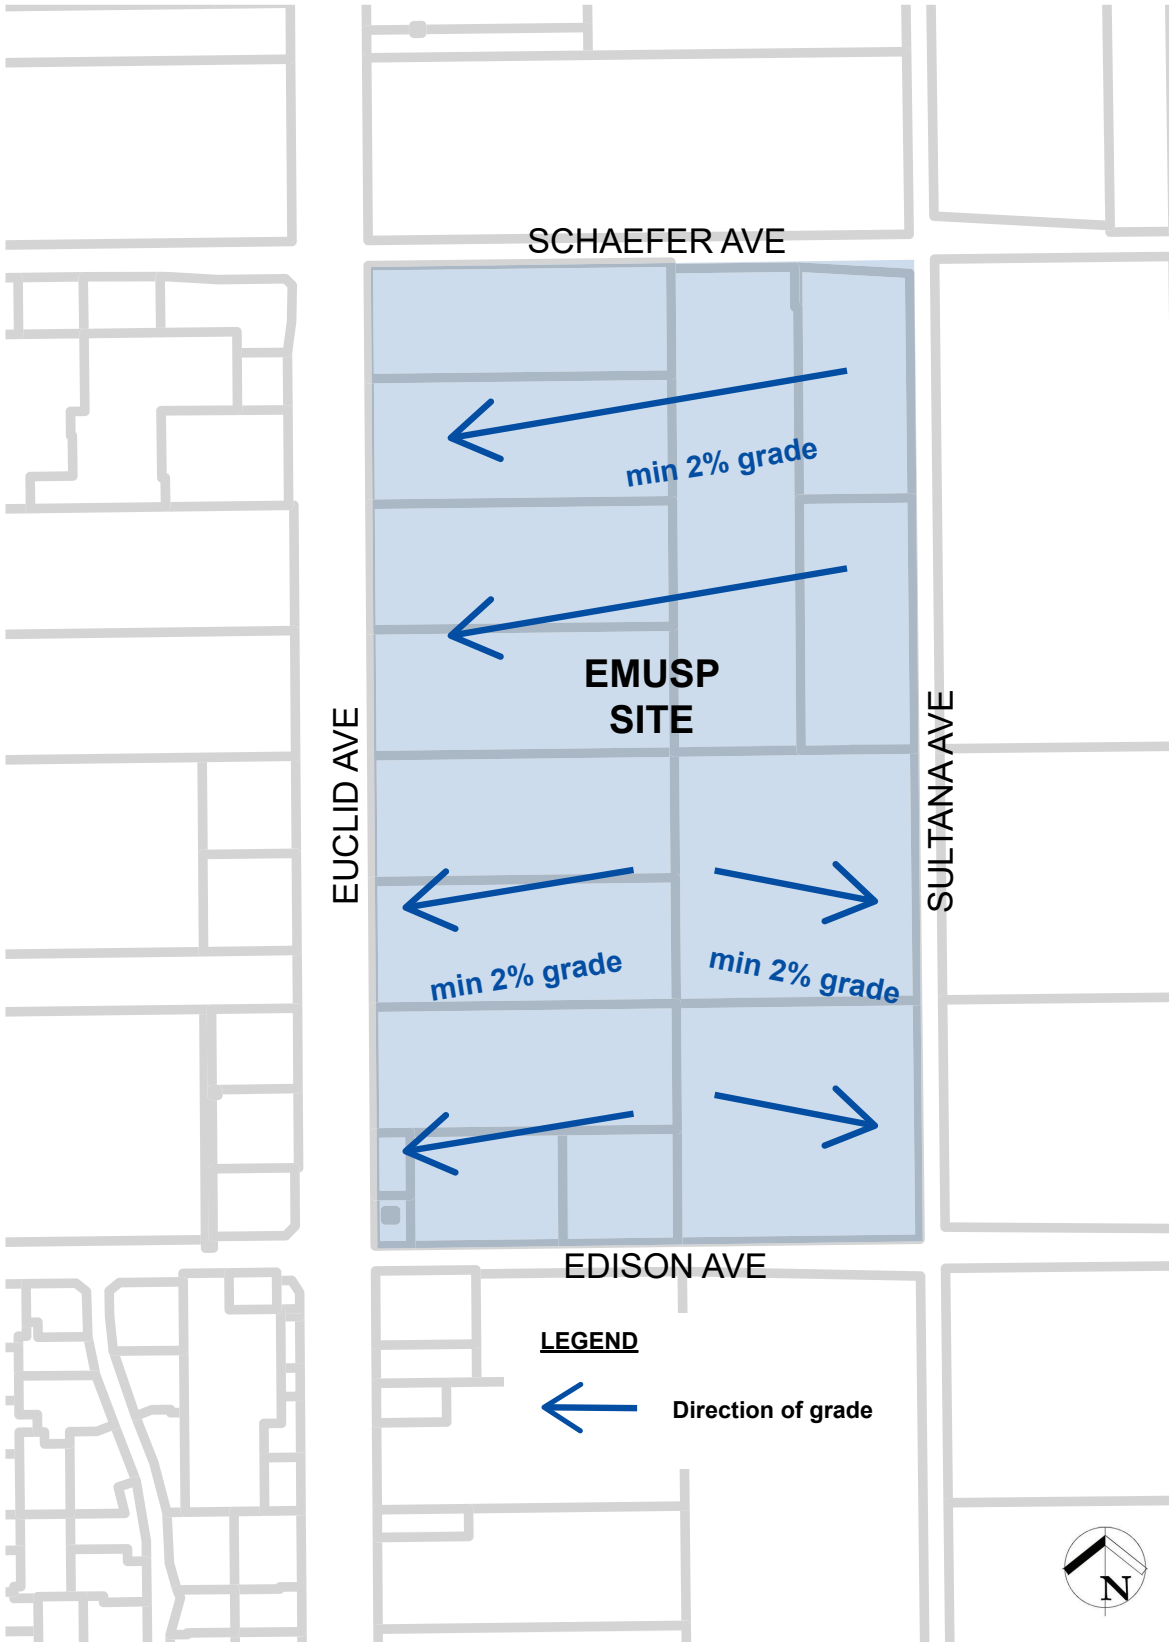 SCHAEFER AVE
min 2% grade
EMUSP
SITE
EUCLID AVE
SULTANA AVE
min 2% grade
min 2% grade
EDISON AVE
LEGEND
Direction of grade
N